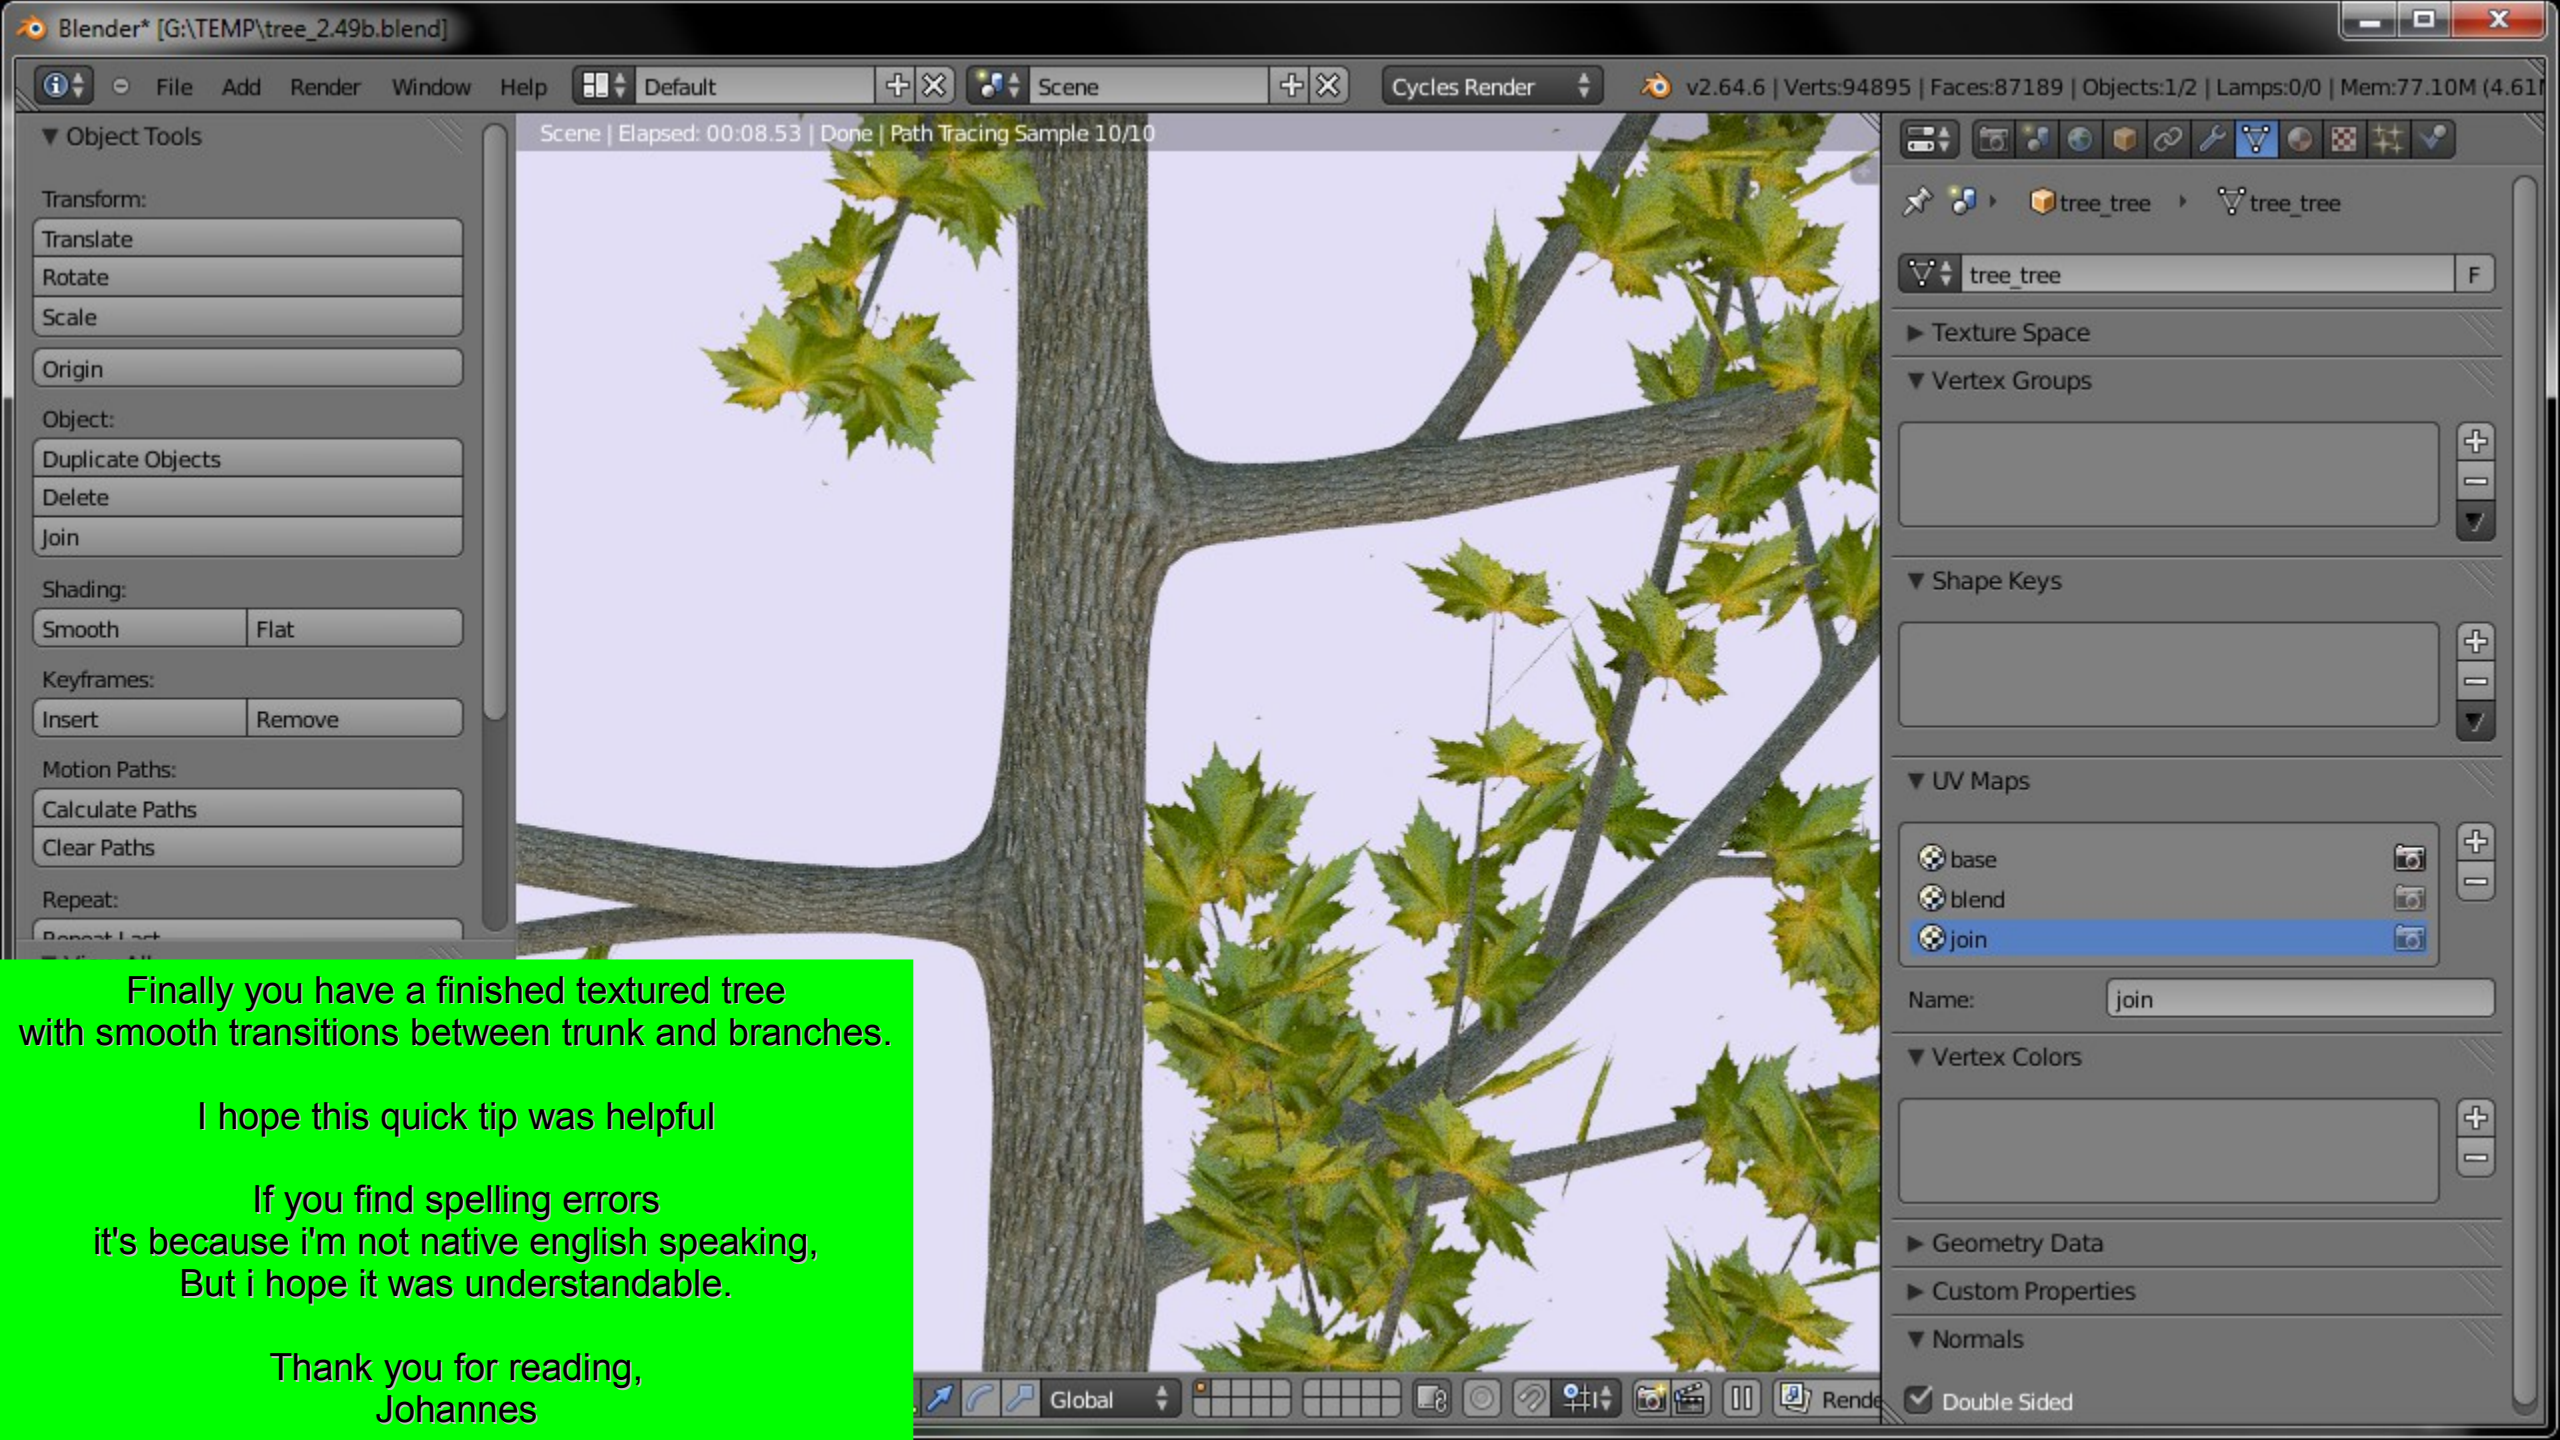 Blender* [G:\TEMP\tree_2.49b.blend]
File Add Render Window Help Default Scene Cycles Render v2.64.6 | Verts:94895 | Faces:87189 | Objects:1/2 | Lamps:0/0 | Mem:77.10M (4.61
Object Tools
Transform:
Translate
Rotate
Scale
Origin
Object:
Duplicate Objects
Delete
Join
Shading:
Smooth Flat
Keyframes:
Insert Remove
Motion Paths:
Calculate Paths
Clear Paths
Repeat:
Repeat Last
Scene | Elapsed: 00:08.53 | Done | Path Tracing Sample 10/10
tree_tree tree_tree
tree_tree F
Texture Space
Vertex Groups
Shape Keys
UV Maps
base
blend
join
Name: join
Vertex Colors
Geometry Data
Custom Properties
Normals
Double Sided
Finally you have a finished textured tree
with smooth transitions between trunk and branches.
I hope this quick tip was helpful
If you find spelling errors
it's because i'm not native english speaking,
But i hope it was understandable.
Thank you for reading,
Johannes
Global Rende